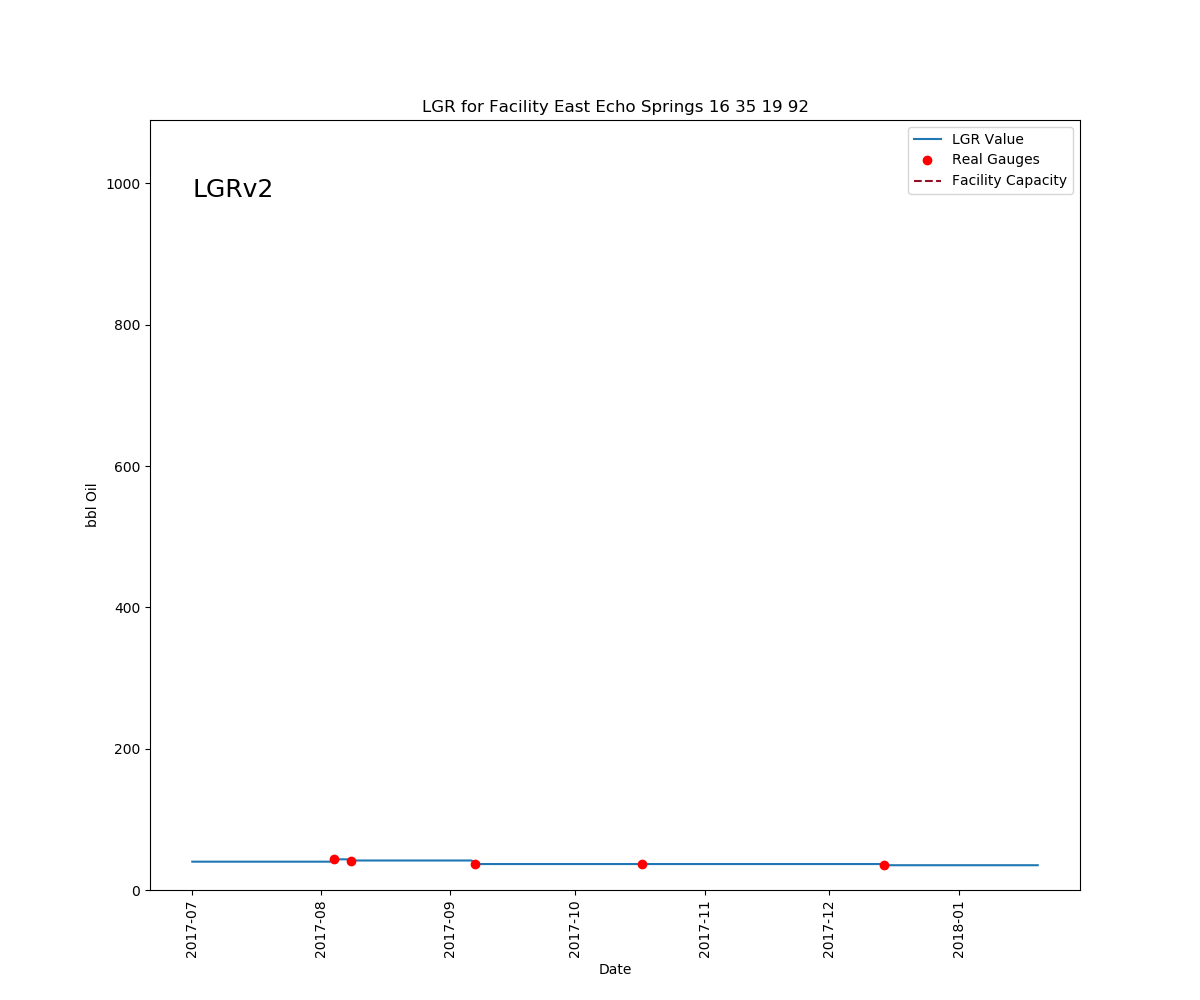 LGR for Facility East Echo Springs 16 35 19 92
LGR Value
Real Gauges
Facility Capacity
LGRv2
1000
800
600
400
200
0
bbl Oil
2017-07
2017-08
2017-09
2017-10
2017-11
2017-12
2018-01
Date